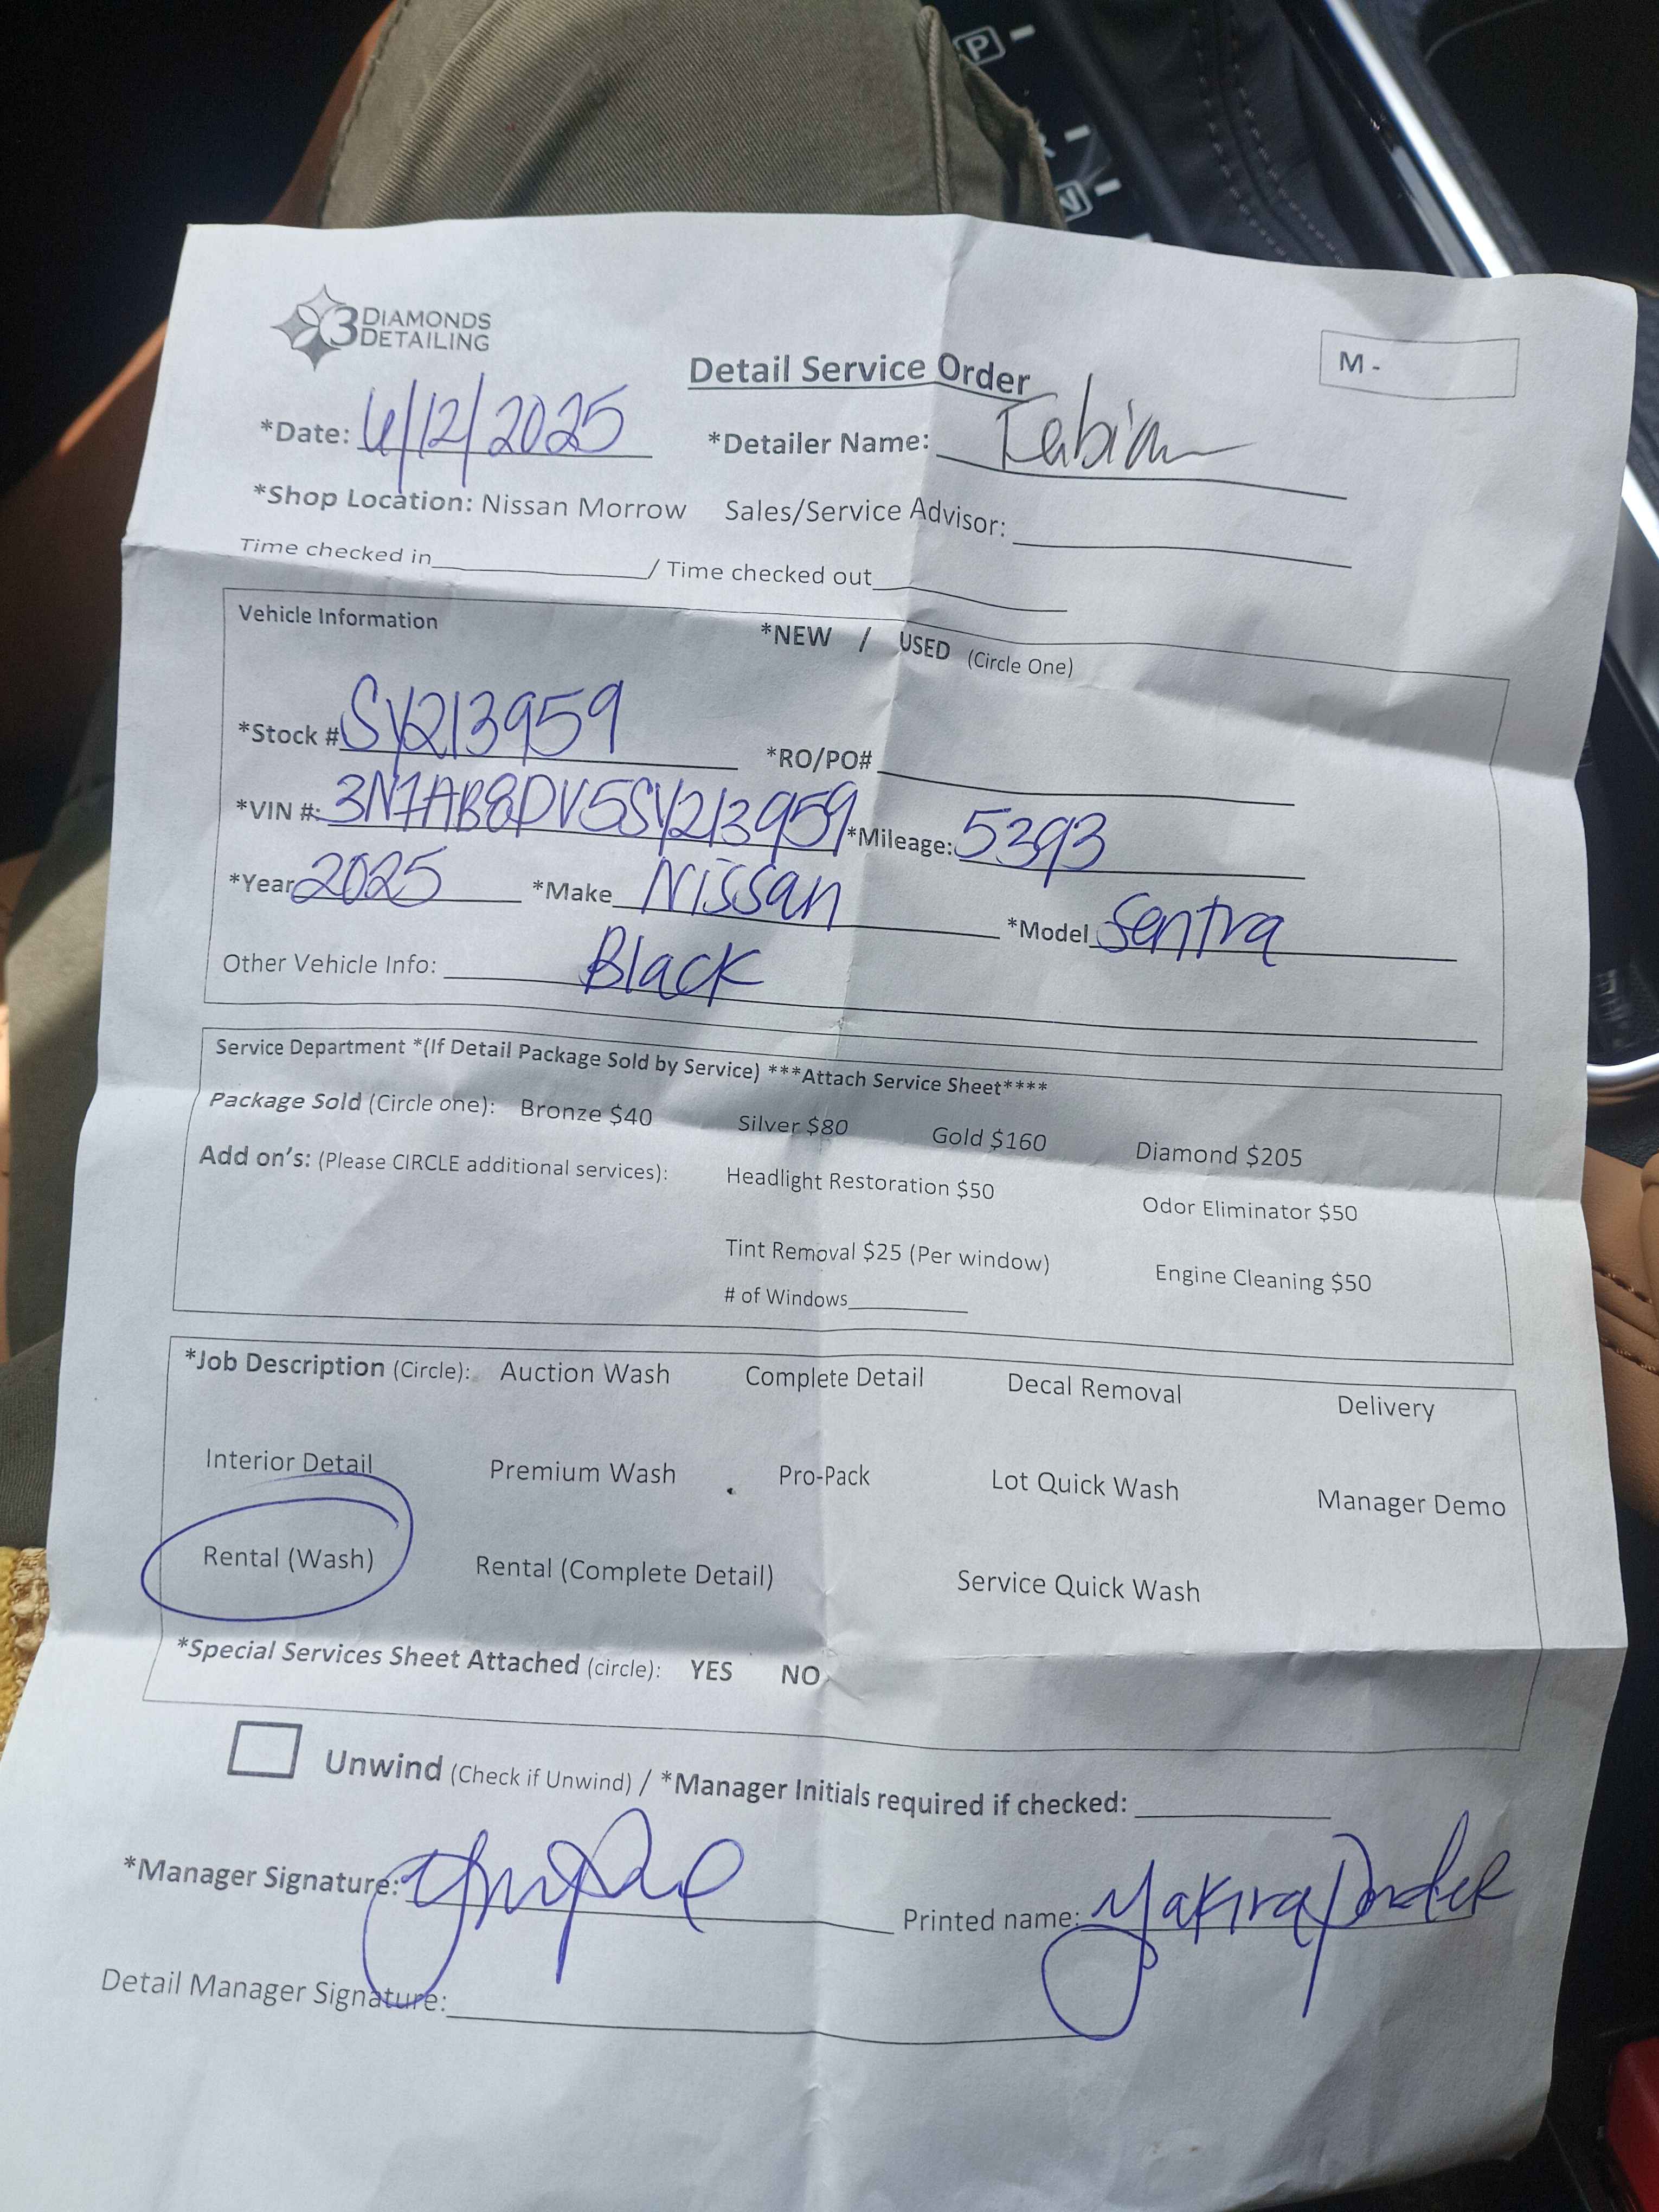 P
R
N
3 DIAMONDS
DETAILING
Detail Service Order
M -
*Date: 6/12/2025 *Detailer Name: Fabian
*Shop Location: Nissan Morrow Sales/Service Advisor:
Time checked in / Time checked out
Vehicle Information *NEW / USED (Circle One)
*Stock # SY213959 *RO/PO#
*VIN #: 3N1AB8DV5SY213959 *Mileage: 5393
*Year 2025 *Make Nissan *Model Sentra
Other Vehicle Info: Black
Service Department *(If Detail Package Sold by Service) ***Attach Service Sheet****
Package Sold (Circle one): Bronze $40 Silver $80 Gold $160 Diamond $205
Add on's: (Please CIRCLE additional services): Headlight Restoration $50 Odor Eliminator $50
Tint Removal $25 (Per window) Engine Cleaning $50
# of Windows
*Job Description (Circle): Auction Wash Complete Detail Decal Removal Delivery
Interior Detail Premium Wash Pro-Pack Lot Quick Wash Manager Demo
Rental (Wash) Rental (Complete Detail) Service Quick Wash
*Special Services Sheet Attached (circle): YES NO
Unwind (Check if Unwind) / *Manager Initials required if checked:
*Manager Signature: Printed name: Yakira
Detail Manager Signature: